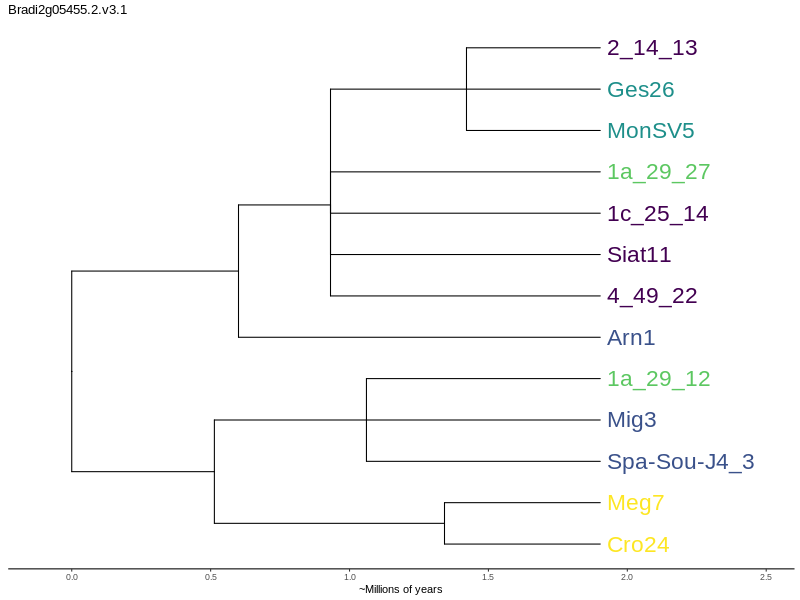 Bradi2g05455.2.v3.1
2_14_13
Ges26
MonSV5
1a_29_27
1c_25_14
Siat11
4_49_22
Arn1
1a_29_12
Mig3
Spa-Sou-J4_3
Meg7
Cro24
0.0 0.5 1.0 1.5 2.0 2.5
~Millions of years